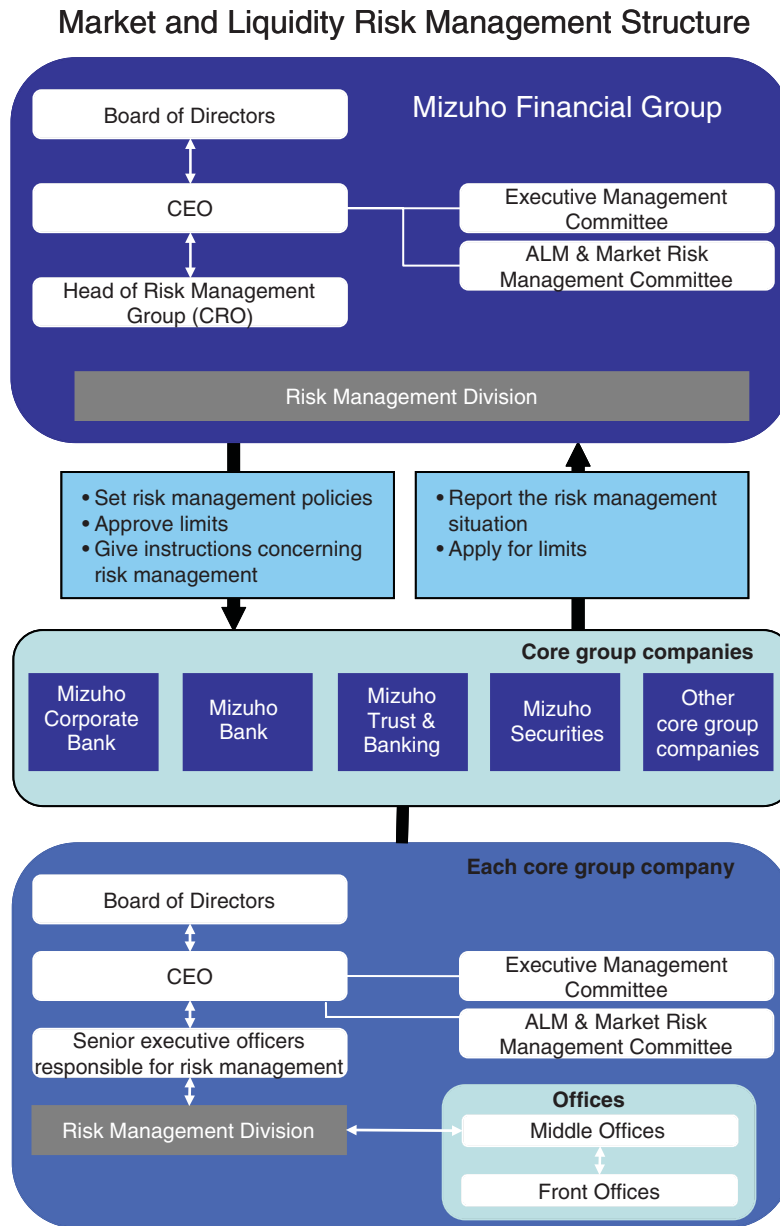 Market and Liquidity Risk Management Structure
Mizuho Financial Group
Board of Directors
CEO
Executive Management
Committee
ALM & Market Risk
Management Committee
Head of Risk Management
Group (CRO)
Risk Management Division
• Set risk management policies
• Approve limits
• Give instructions concerning
risk management
• Report the risk management
situation
• Apply for limits
Core group companies
Mizuho
Corporate
Bank
Mizuho
Bank
Mizuho
Trust &
Banking
Mizuho
Securities
Other
core group
companies
Each core group company
Board of Directors
CEO
Executive Management
Committee
ALM & Market Risk
Management Committee
Senior executive officers
responsible for risk management
Risk Management Division
Offices
Middle Offices
Front Offices